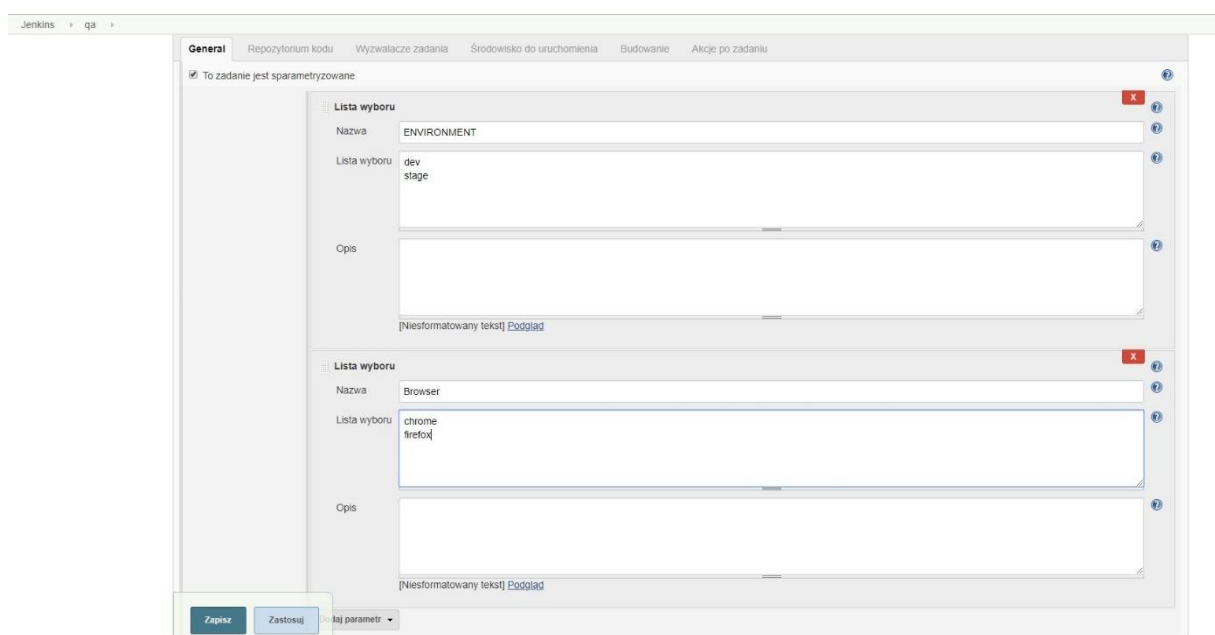 Jenkins › qa ›
General Repozytorium kodu Wyzwalacze zadania Środowisko do uruchomienia Budowanie Akcje po zadaniu
To zadanie jest sparametryzowane
Lista wyboru X
Nazwa ENVIRONMENT
Lista wyboru dev
stage
Opis
[Niesformatowany tekst] Podgląd
Lista wyboru X
Nazwa Browser
Lista wyboru chrome
firefox
Opis
[Niesformatowany tekst] Podgląd
Zapisz Zastosuj daj parametr